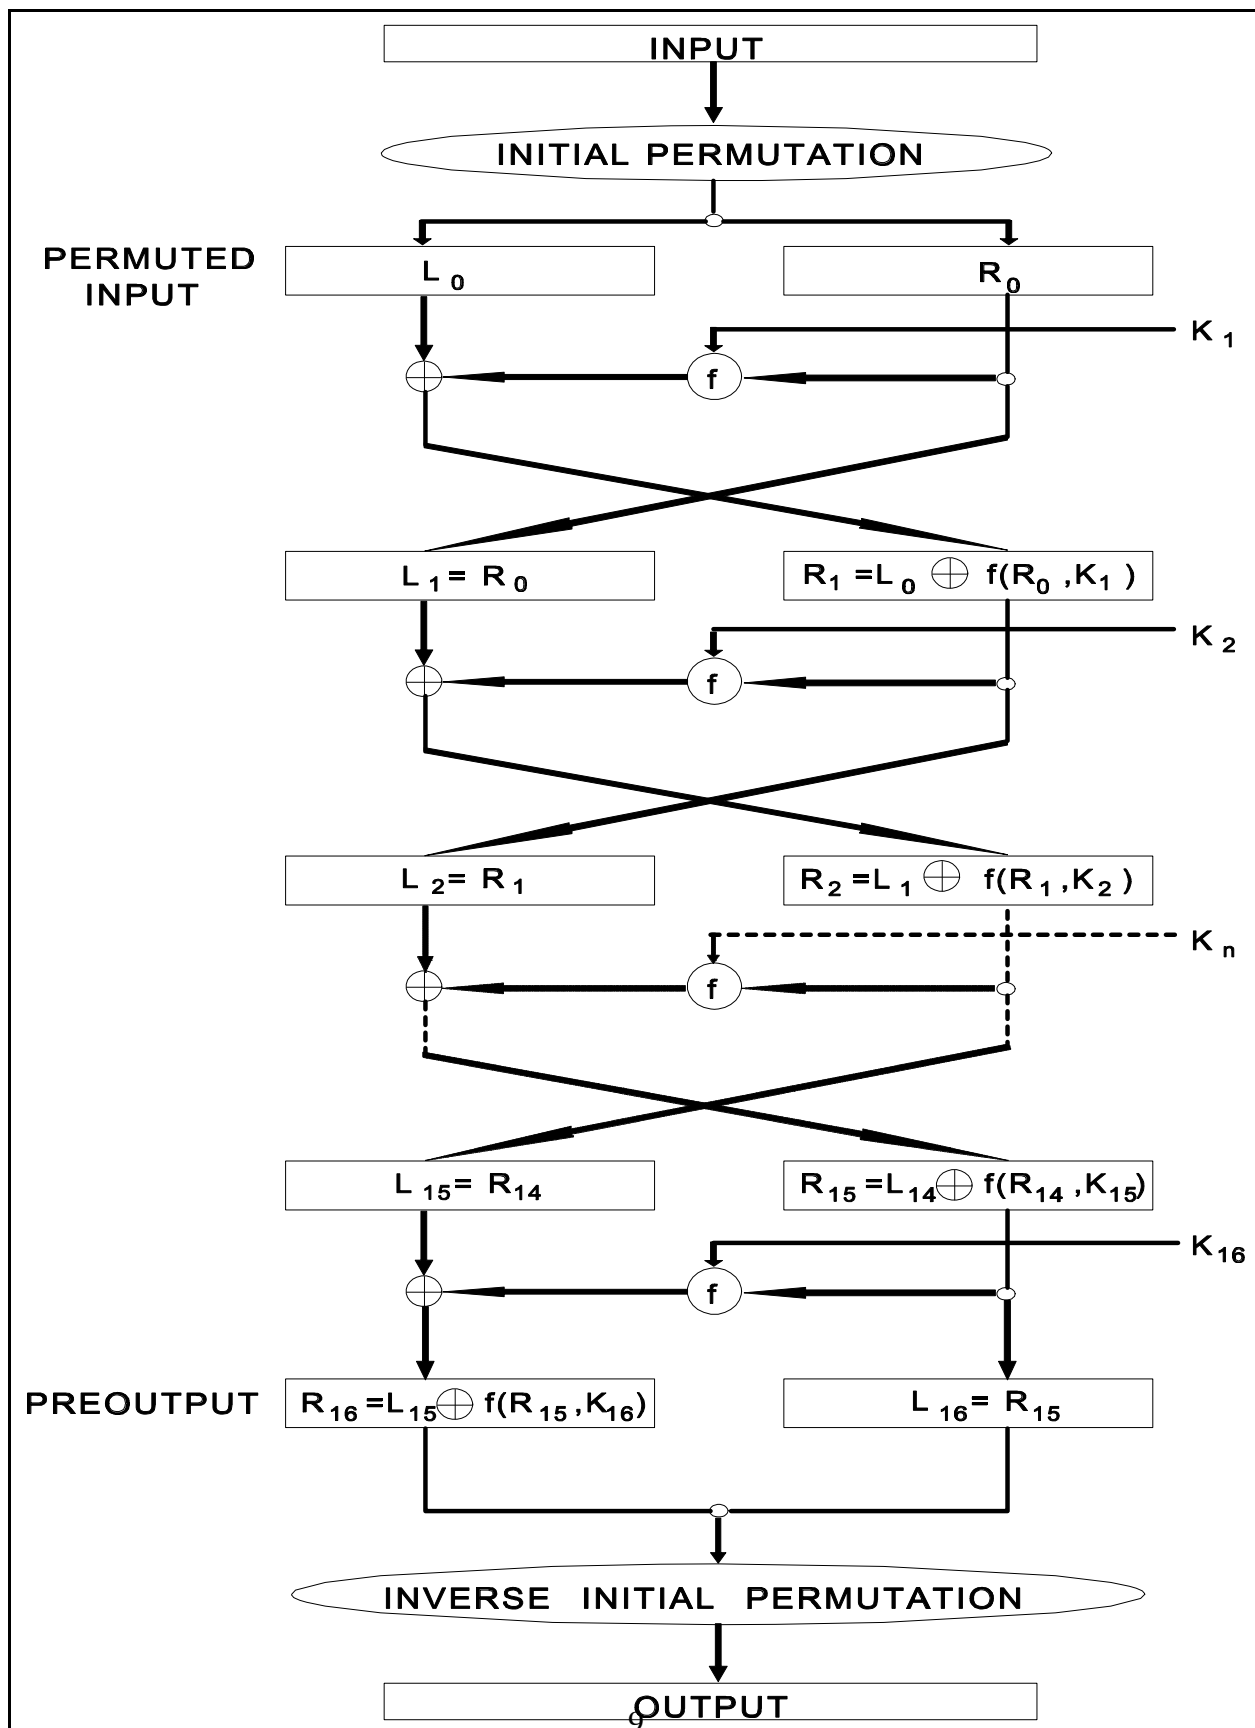 INPUT
INITIAL PERMUTATION
PERMUTED
INPUT
L 0
R 0
K 1
f
L 1 = R 0
R 1 = L 0 ⊕ f(R 0 , K 1 )
K 2
f
L 2 = R 1
R 2 = L 1 ⊕ f(R 1 , K 2 )
K n
f
L 15 = R 14
R 15 = L 14 ⊕ f(R 14 , K 15 )
K 16
f
PREOUTPUT
R 16 = L 15 ⊕ f(R 15 , K 16 )
L 16 = R 15
INVERSE INITIAL PERMUTATION
OUTPUT
9